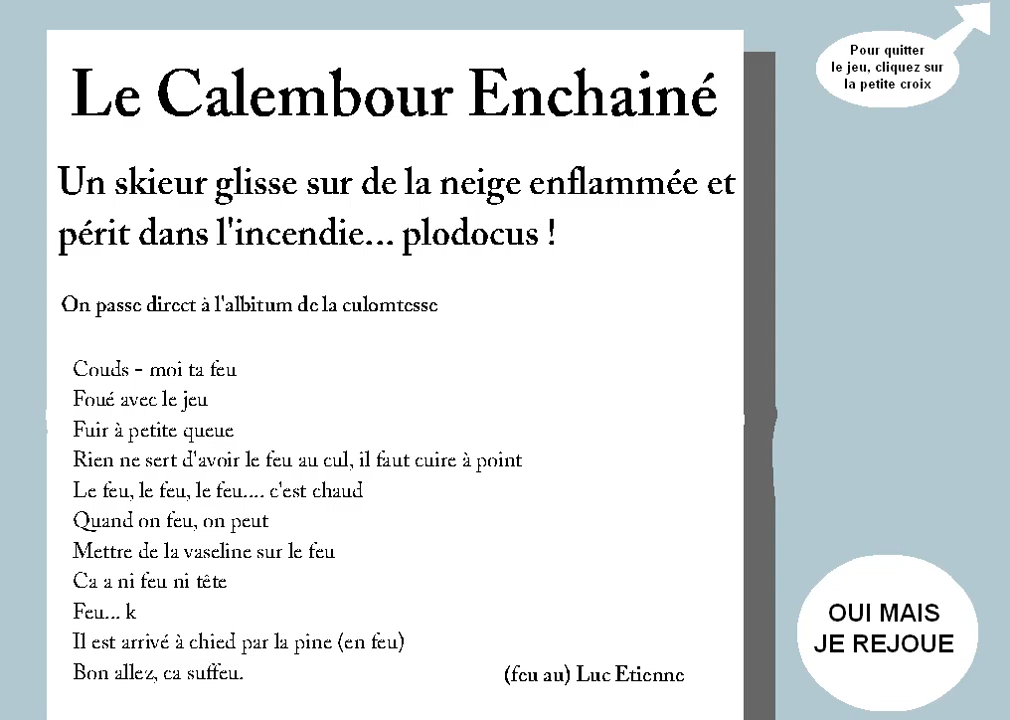 Le Calembour Enchainé
Un skieur glisse sur de la neige enflammée et
périt dans l'incendie... plodocus !
On passe direct à l'albitum de la culomtesse
Couds - moi ta feu
Foué avec le jeu
Fuir à petite queue
Rien ne sert d'avoir le feu au cul, il faut cuire à point
Le feu, le feu, le feu.... c'est chaud
Quand on feu, on peut
Mettre de la vaseline sur le feu
Ca a ni feu ni tête
Feu... k
Il est arrivé à chied par la pine (en feu)
Bon allez, ca suffeu.
(feu au) Luc Etienne
Pour quitter
le jeu, cliquez sur
la petite croix
OUI MAIS
JE REJOUE